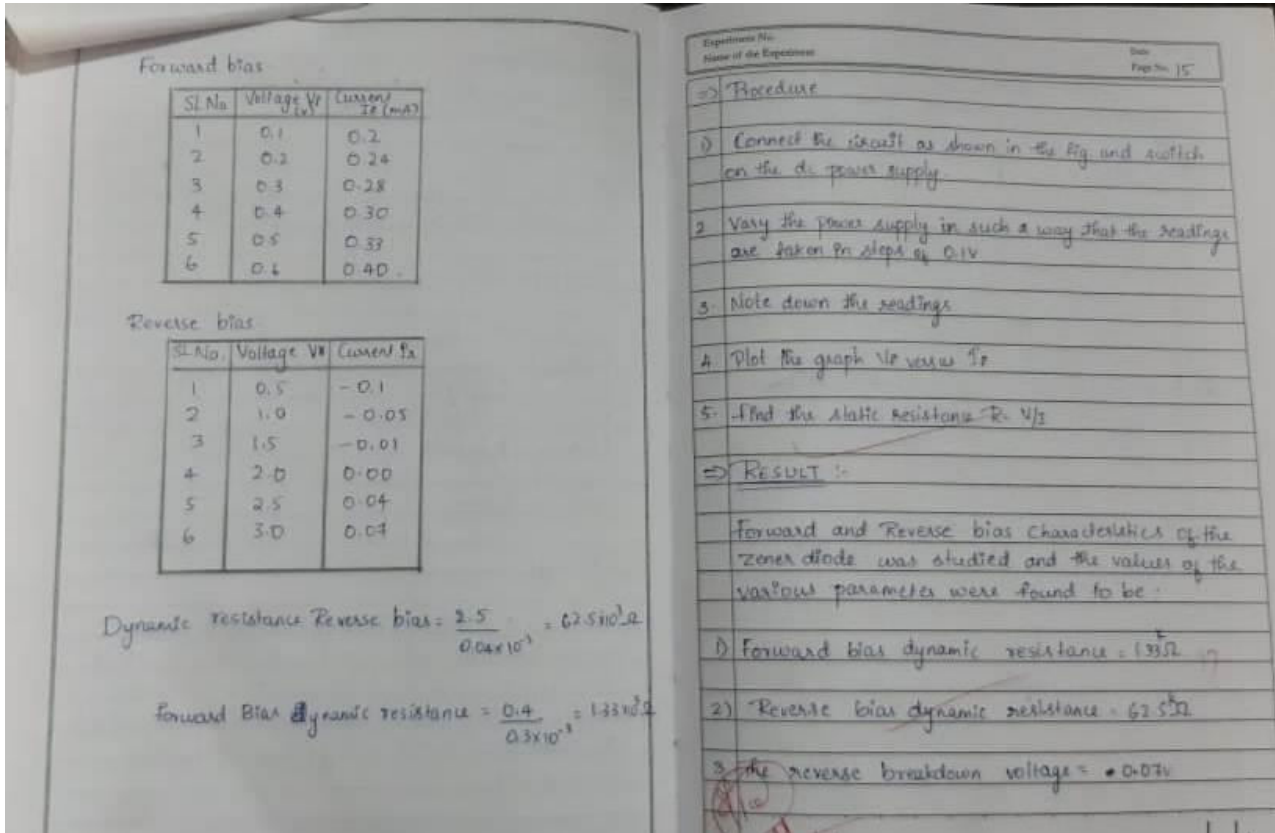 Forward bias
Sl. No Voltage VF (v) Current IF (mA)
1 0.1 0.2
2 0.2 0.24
3 0.3 0.28
4 0.4 0.30
5 0.5 0.33
6 0.6 0.40
Reverse bias
Sl. No. Voltage VR Current IR
1 0.5 - 0.1
2 1.0 - 0.05
3 1.5 - 0.01
4 2.0 0.00
5 2.5 0.04
6 3.0 0.07
Dynamic resistance Reverse bias = 2.5 / 0.04x10⁻³ = 62.5x10³Ω
Forward Bias dynamic resistance = 0.4 / 0.3x10⁻³ = 1.33x10³Ω
Experiment No.
Name of the Experiment
Date
Page No. 15
=> Procedure
1) Connect the circuit as shown in the fig. and switch
on the dc power supply.
2 Vary the power supply in such a way that the readings
are taken in steps of 0.1V
3. Note down the readings
4 Plot the graph VF versus IF
5. find the static resistance R = V/I
=> RESULT :-
Forward and Reverse bias characteristics of the
zener diode was studied and the values of the
various parameter were found to be.
1) Forward bias dynamic resistance = 1.33kΩ
2) Reverse bias dynamic resistance = 62.5kΩ
3 The reverse breakdown voltage = 0.07v